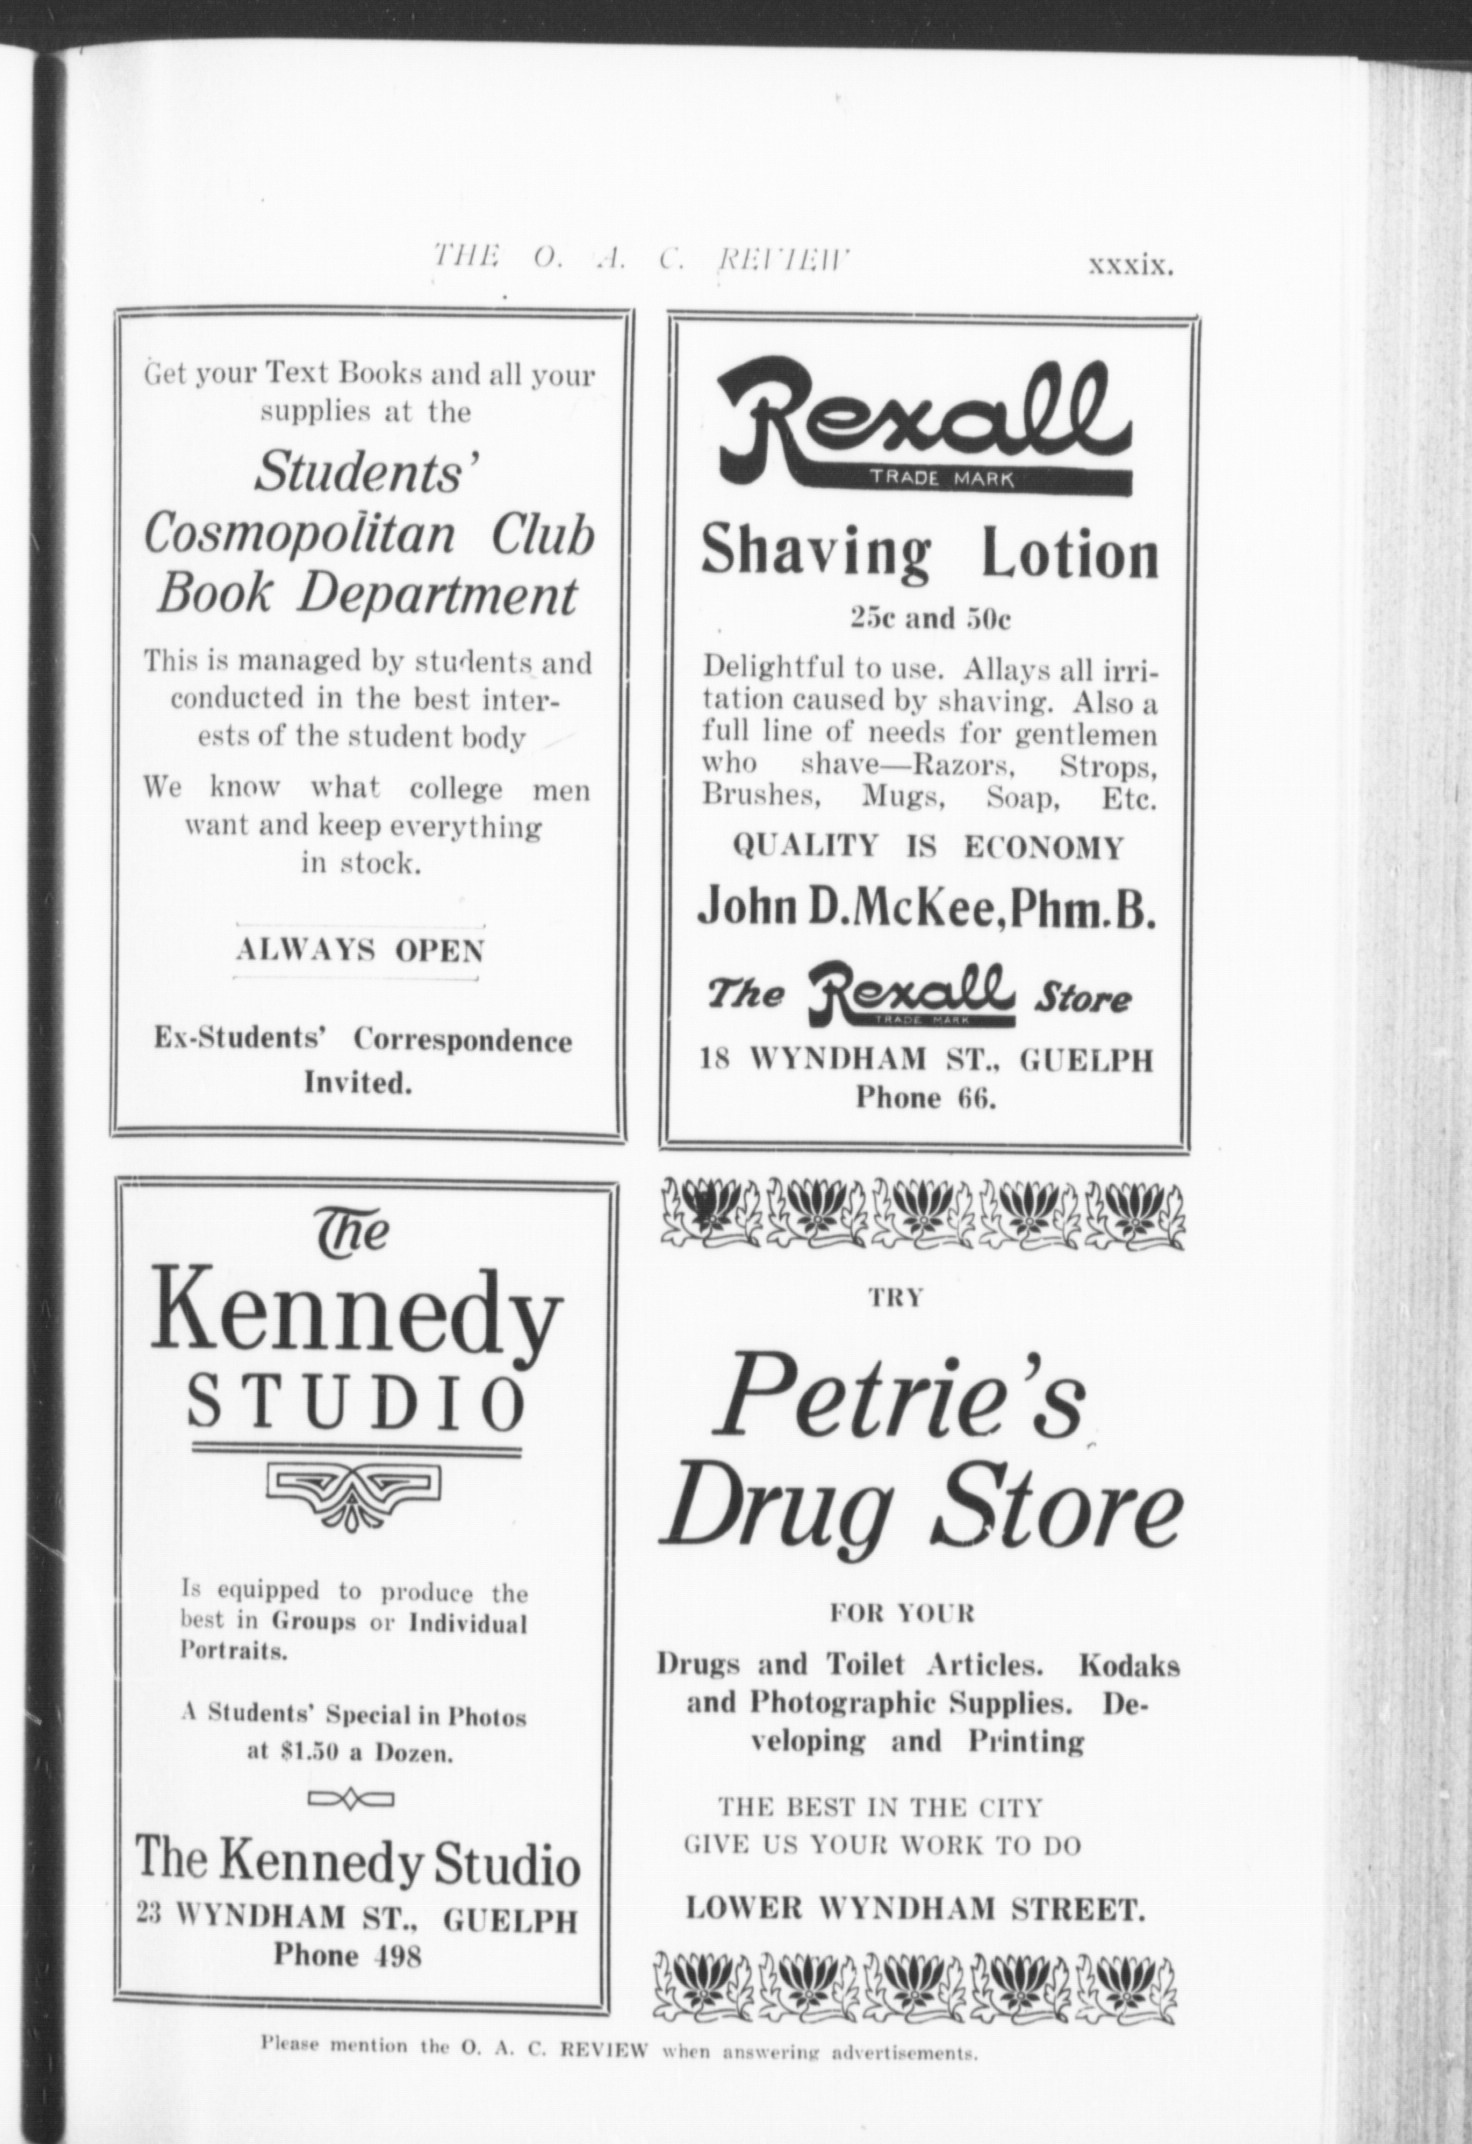 THE O. A. C. REVIEW
xxxix.
Get your Text Books and all your
supplies at the
Students'
Cosmopolitan Club
Book Department
This is managed by students and
conducted in the best inter-
ests of the student body
We know what college men
want and keep everything
in stock.
ALWAYS OPEN
Ex-Students' Correspondence
Invited.
Rexall
TRADE MARK
Shaving Lotion
25c and 50c
Delightful to use. Allays all irri-
tation caused by shaving. Also a
full line of needs for gentlemen
who shave—Razors, Strops,
Brushes, Mugs, Soap, Etc.
QUALITY IS ECONOMY
John D. McKee, Phm. B.
The Rexall Store
TRADE MARK
18 WYNDHAM ST., GUELPH
Phone 66.
The
Kennedy
STUDIO
Is equipped to produce the
best in Groups or Individual
Portraits.
A Students' Special in Photos
at $1.50 a Dozen.
The Kennedy Studio
23 WYNDHAM ST., GUELPH
Phone 498
TRY
Petrie's
Drug Store
FOR YOUR
Drugs and Toilet Articles. Kodaks
and Photographic Supplies. De-
veloping and Printing
THE BEST IN THE CITY
GIVE US YOUR WORK TO DO
LOWER WYNDHAM STREET.
Please mention the O. A. C. REVIEW when answering advertisements.